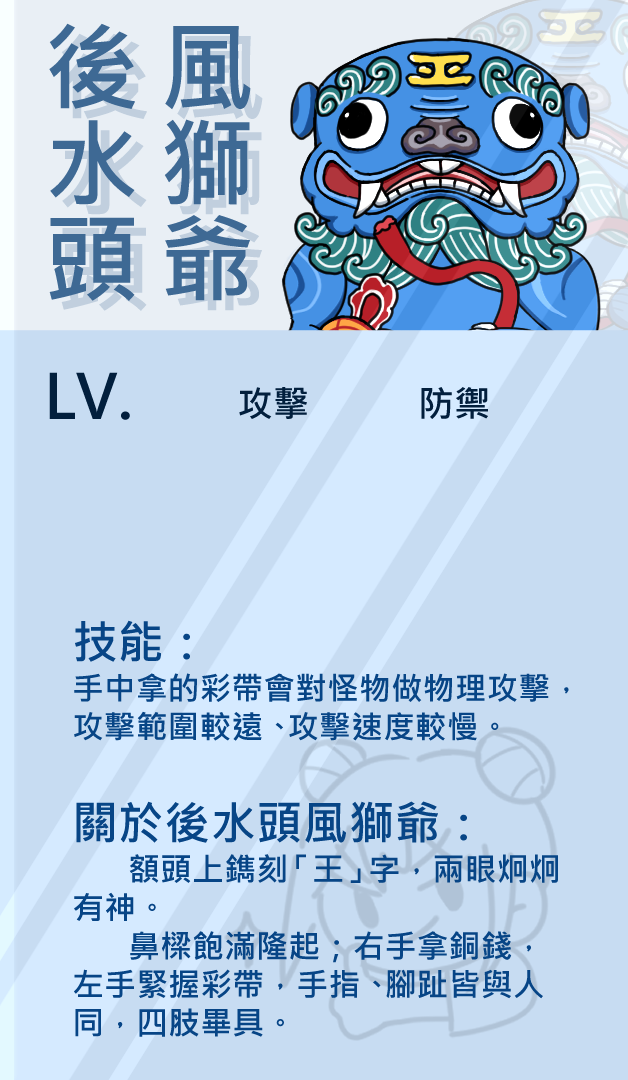 風獅爺
後水頭
王
LV.
攻擊
防禦
技能：
手中拿的彩帶會對怪物做物理攻擊，
攻擊範圍較遠、攻擊速度較慢。
關於後水頭風獅爺：
額頭上鐫刻「王」字，兩眼炯炯
有神。
鼻樑飽滿隆起；右手拿銅錢，
左手緊握彩帶，手指、腳趾皆與人
同，四肢畢具。